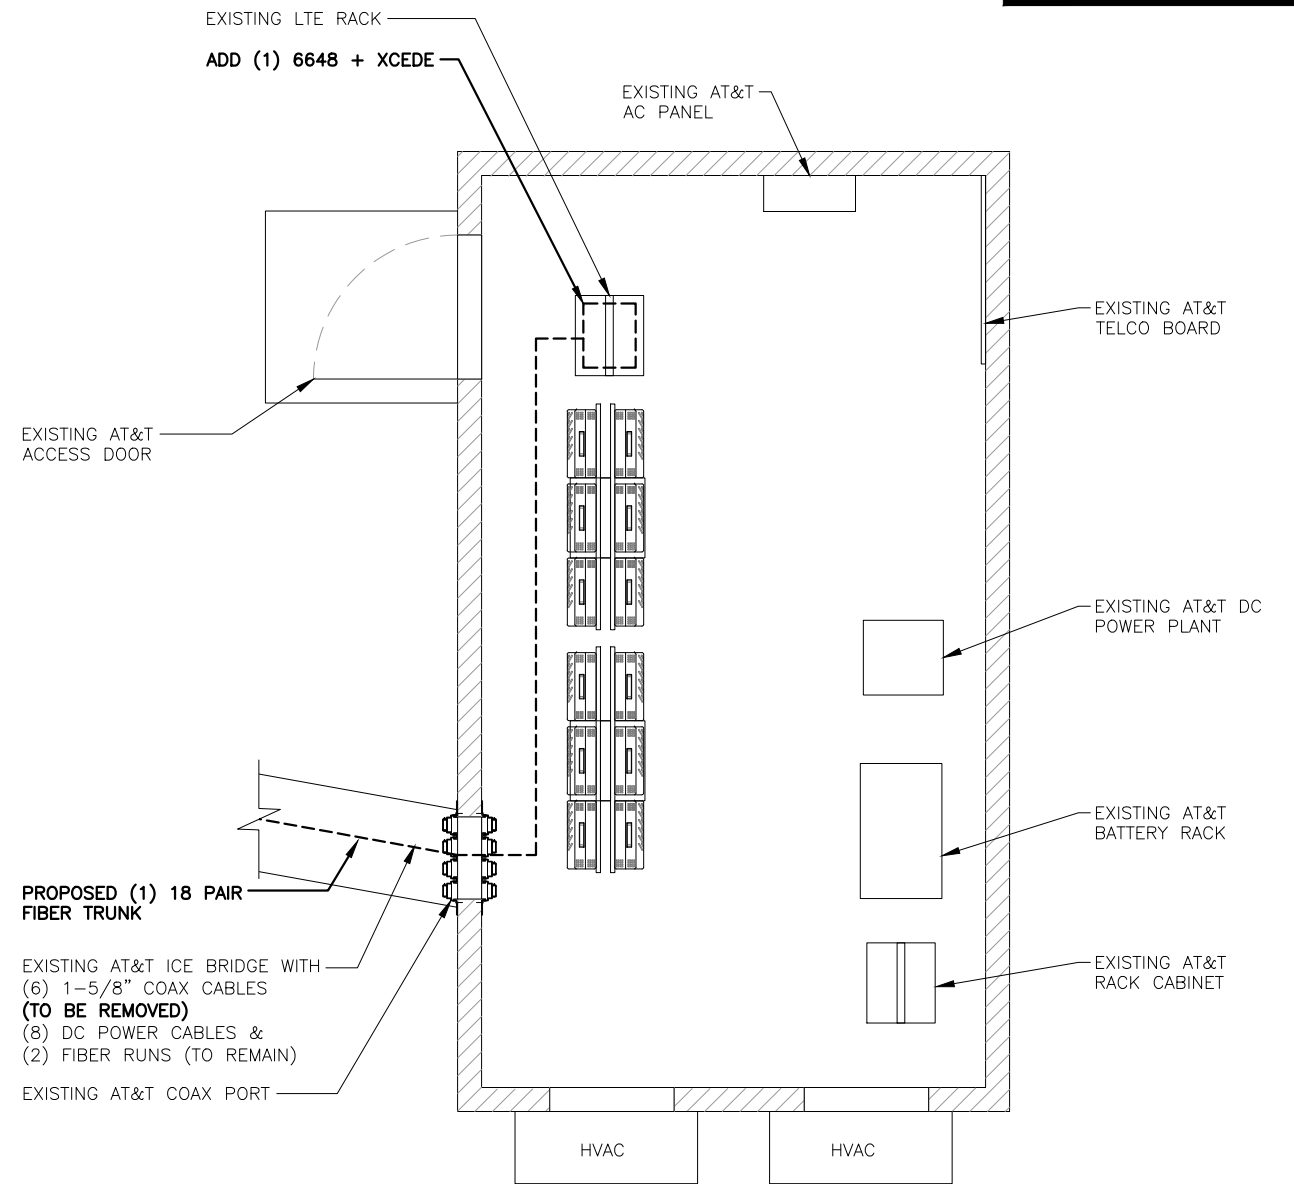 EXISTING LTE RACK
ADD (1) 6648 + XCEDE
EXISTING AT&T
AC PANEL
EXISTING AT&T
TELCO BOARD
EXISTING AT&T
ACCESS DOOR
EXISTING AT&T DC
POWER PLANT
EXISTING AT&T
BATTERY RACK
PROPOSED (1) 18 PAIR
FIBER TRUNK
EXISTING AT&T ICE BRIDGE WITH
(6) 1-5/8" COAX CABLES
(TO BE REMOVED)
(8) DC POWER CABLES &
(2) FIBER RUNS (TO REMAIN)
EXISTING AT&T
RACK CABINET
EXISTING AT&T COAX PORT
HVAC
HVAC